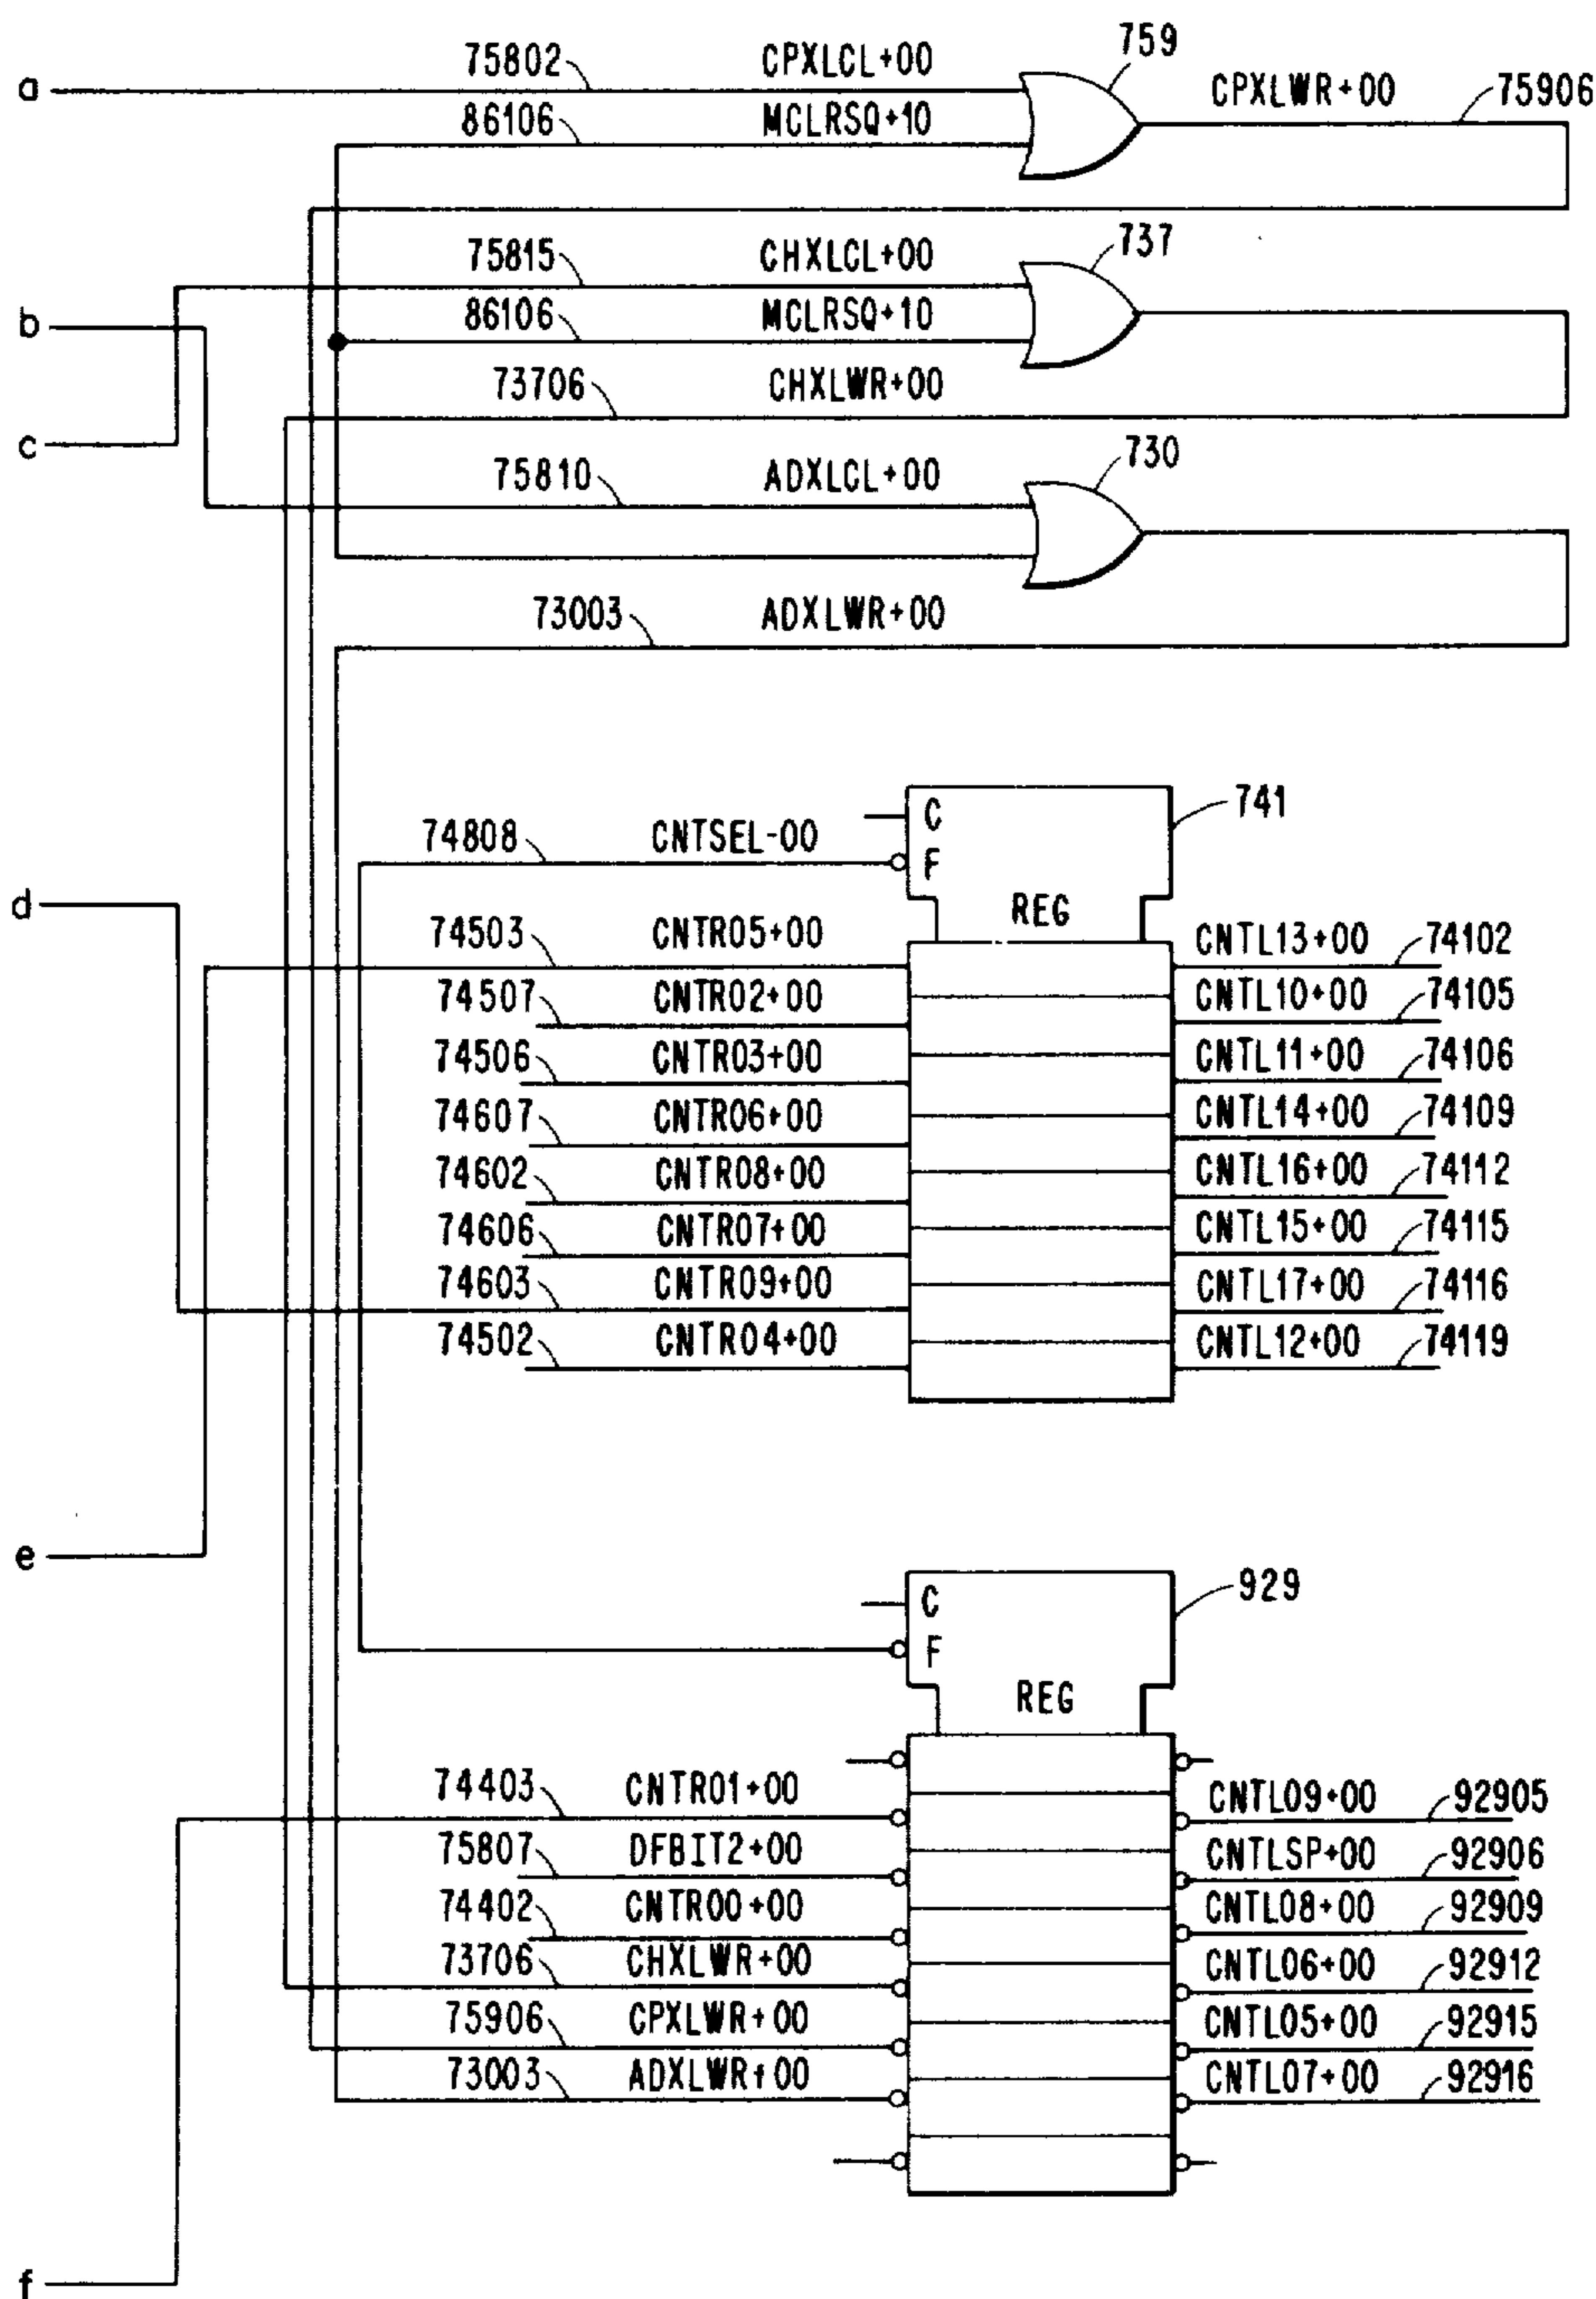 759
75802 CPXLCL+00 CPXLWR+00 75906
a
86106 MCLRSQ+10
737
75815 CHXLCL+00
b
86106 MCLRSQ+10
73706 CHXLWR+00
c
730
75810 ADXLCL+00
73003 ADXLWR+00
741
C
74808 CNTSEL-00
F
d
REG
74503 CNTR05+00 CNTL13+00 74102
74507 CNTR02+00 CNTL10+00 74105
74506 CNTR03+00 CNTL11+00 74106
74607 CNTR06+00 CNTL14+00 74109
74602 CNTR08+00 CNTL16+00 74112
74606 CNTR07+00 CNTL15+00 74115
74603 CNTR09+00 CNTL17+00 74116
74502 CNTR04+00 CNTL12+00 74119
e
929
C
F
REG
74403 CNTR01+00 CNTL09+00 92905
75807 DFBIT2+00 CNTLSP+00 92906
74402 CNTR00+00 CNTL08+00 92909
73706 CHXLWR+00 CNTL06+00 92912
75906 CPXLWR+00 CNTL05+00 92915
73003 ADXLWR+00 CNTL07+00 92916
f